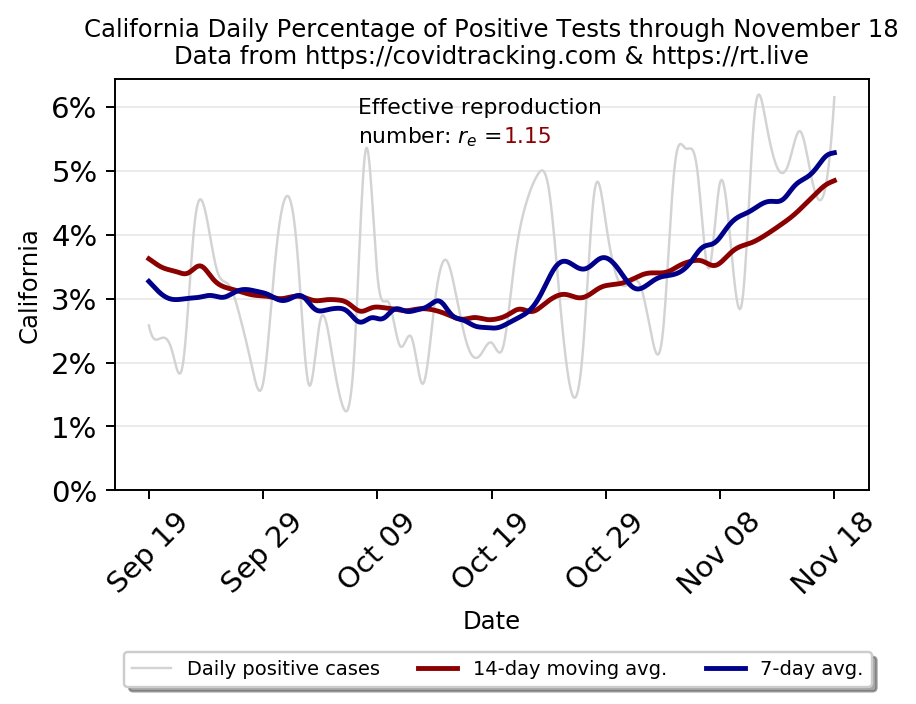 California Daily Percentage of Positive Tests through November 18
Data from https://covidtracking.com & https://rt.live
Effective reproduction
number: rₑ =1.15
California
6%
5%
4%
3%
2%
1%
0%
Sep 19
Sep 29
Oct 09
Oct 19
Oct 29
Nov 08
Nov 18
Date
Daily positive cases
14-day moving avg.
7-day avg.